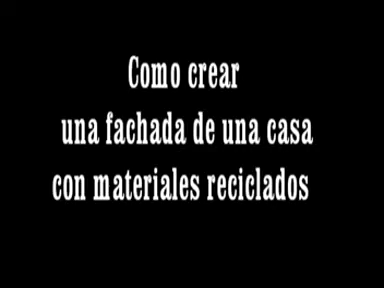 Como crear
una fachada de una casa
con materiales reciclados